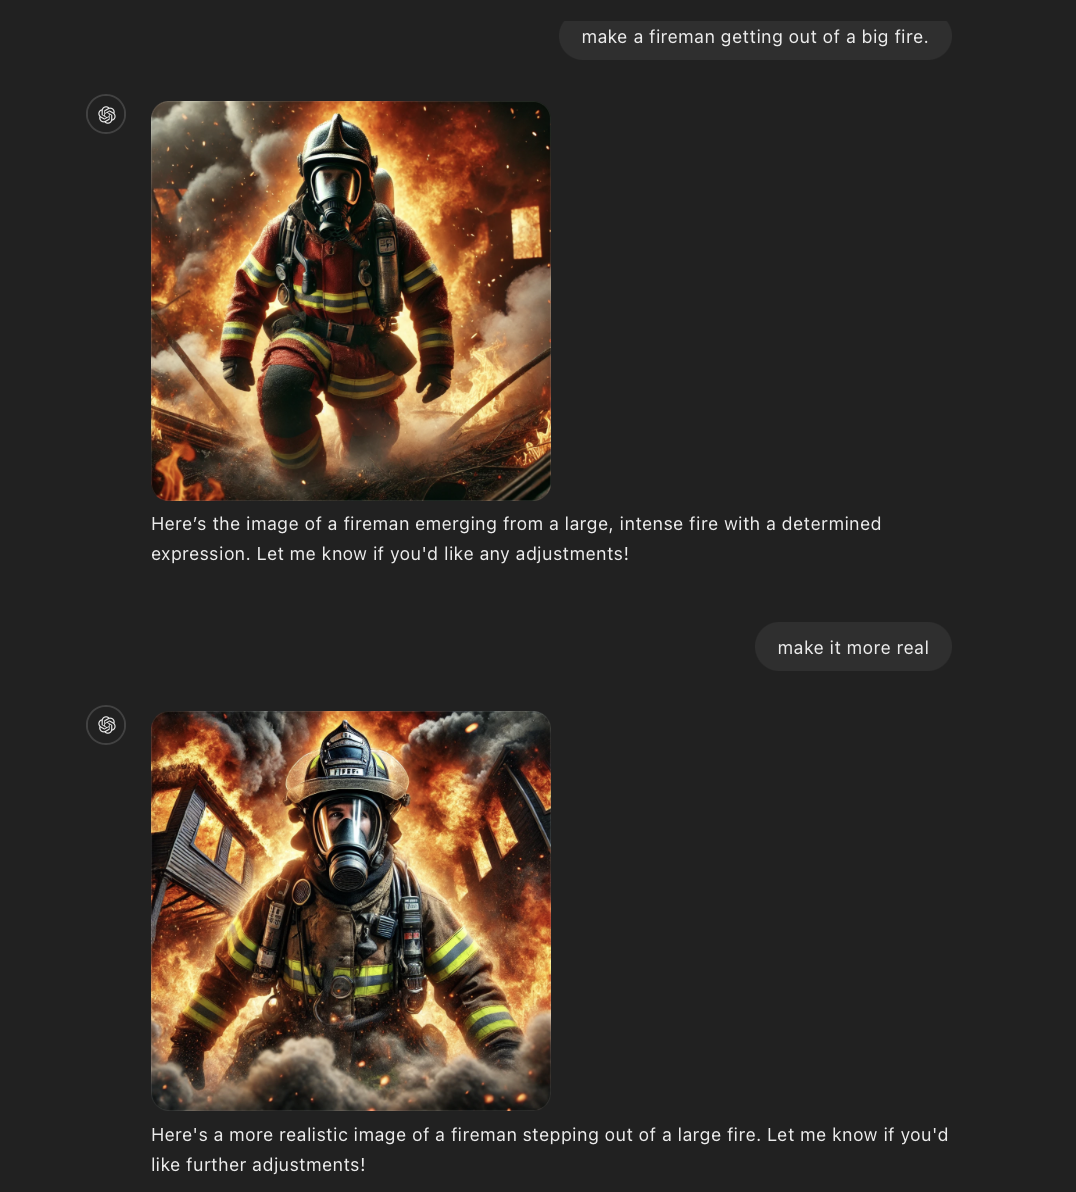 make a fireman getting out of a big fire.
Here’s the image of a fireman emerging from a large, intense fire with a determined
expression. Let me know if you'd like any adjustments!
make it more real
Here's a more realistic image of a fireman stepping out of a large fire. Let me know if you'd
like further adjustments!